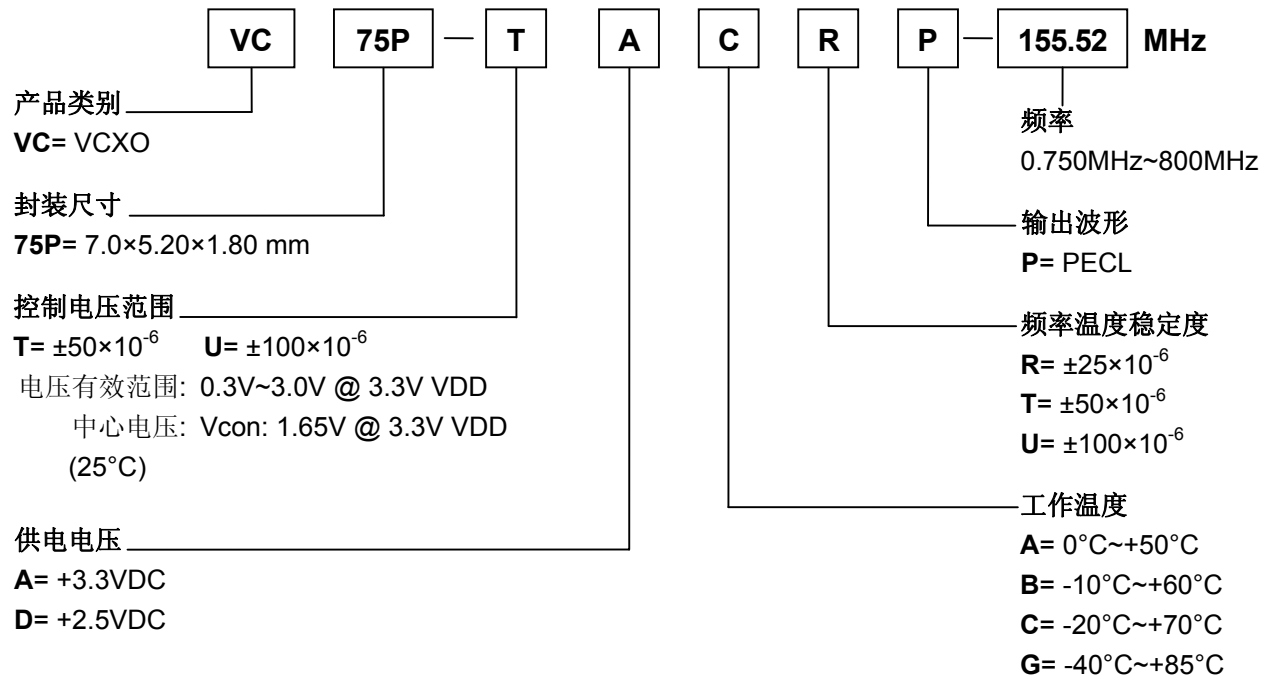 VC 75P — T A C R P — 155.52 MHz
产品类别
VC= VCXO
封装尺寸
75P= 7.0×5.20×1.80 mm
控制电压范围
T= ±50×10⁻⁶ U= ±100×10⁻⁶
电压有效范围: 0.3V~3.0V @ 3.3V VDD
中心电压: Vcon: 1.65V @ 3.3V VDD
(25°C)
供电电压
A= +3.3VDC
D= +2.5VDC
频率
0.750MHz~800MHz
输出波形
P= PECL
频率温度稳定度
R= ±25×10⁻⁶
T= ±50×10⁻⁶
U= ±100×10⁻⁶
工作温度
A= 0°C~+50°C
B= -10°C~+60°C
C= -20°C~+70°C
G= -40°C~+85°C